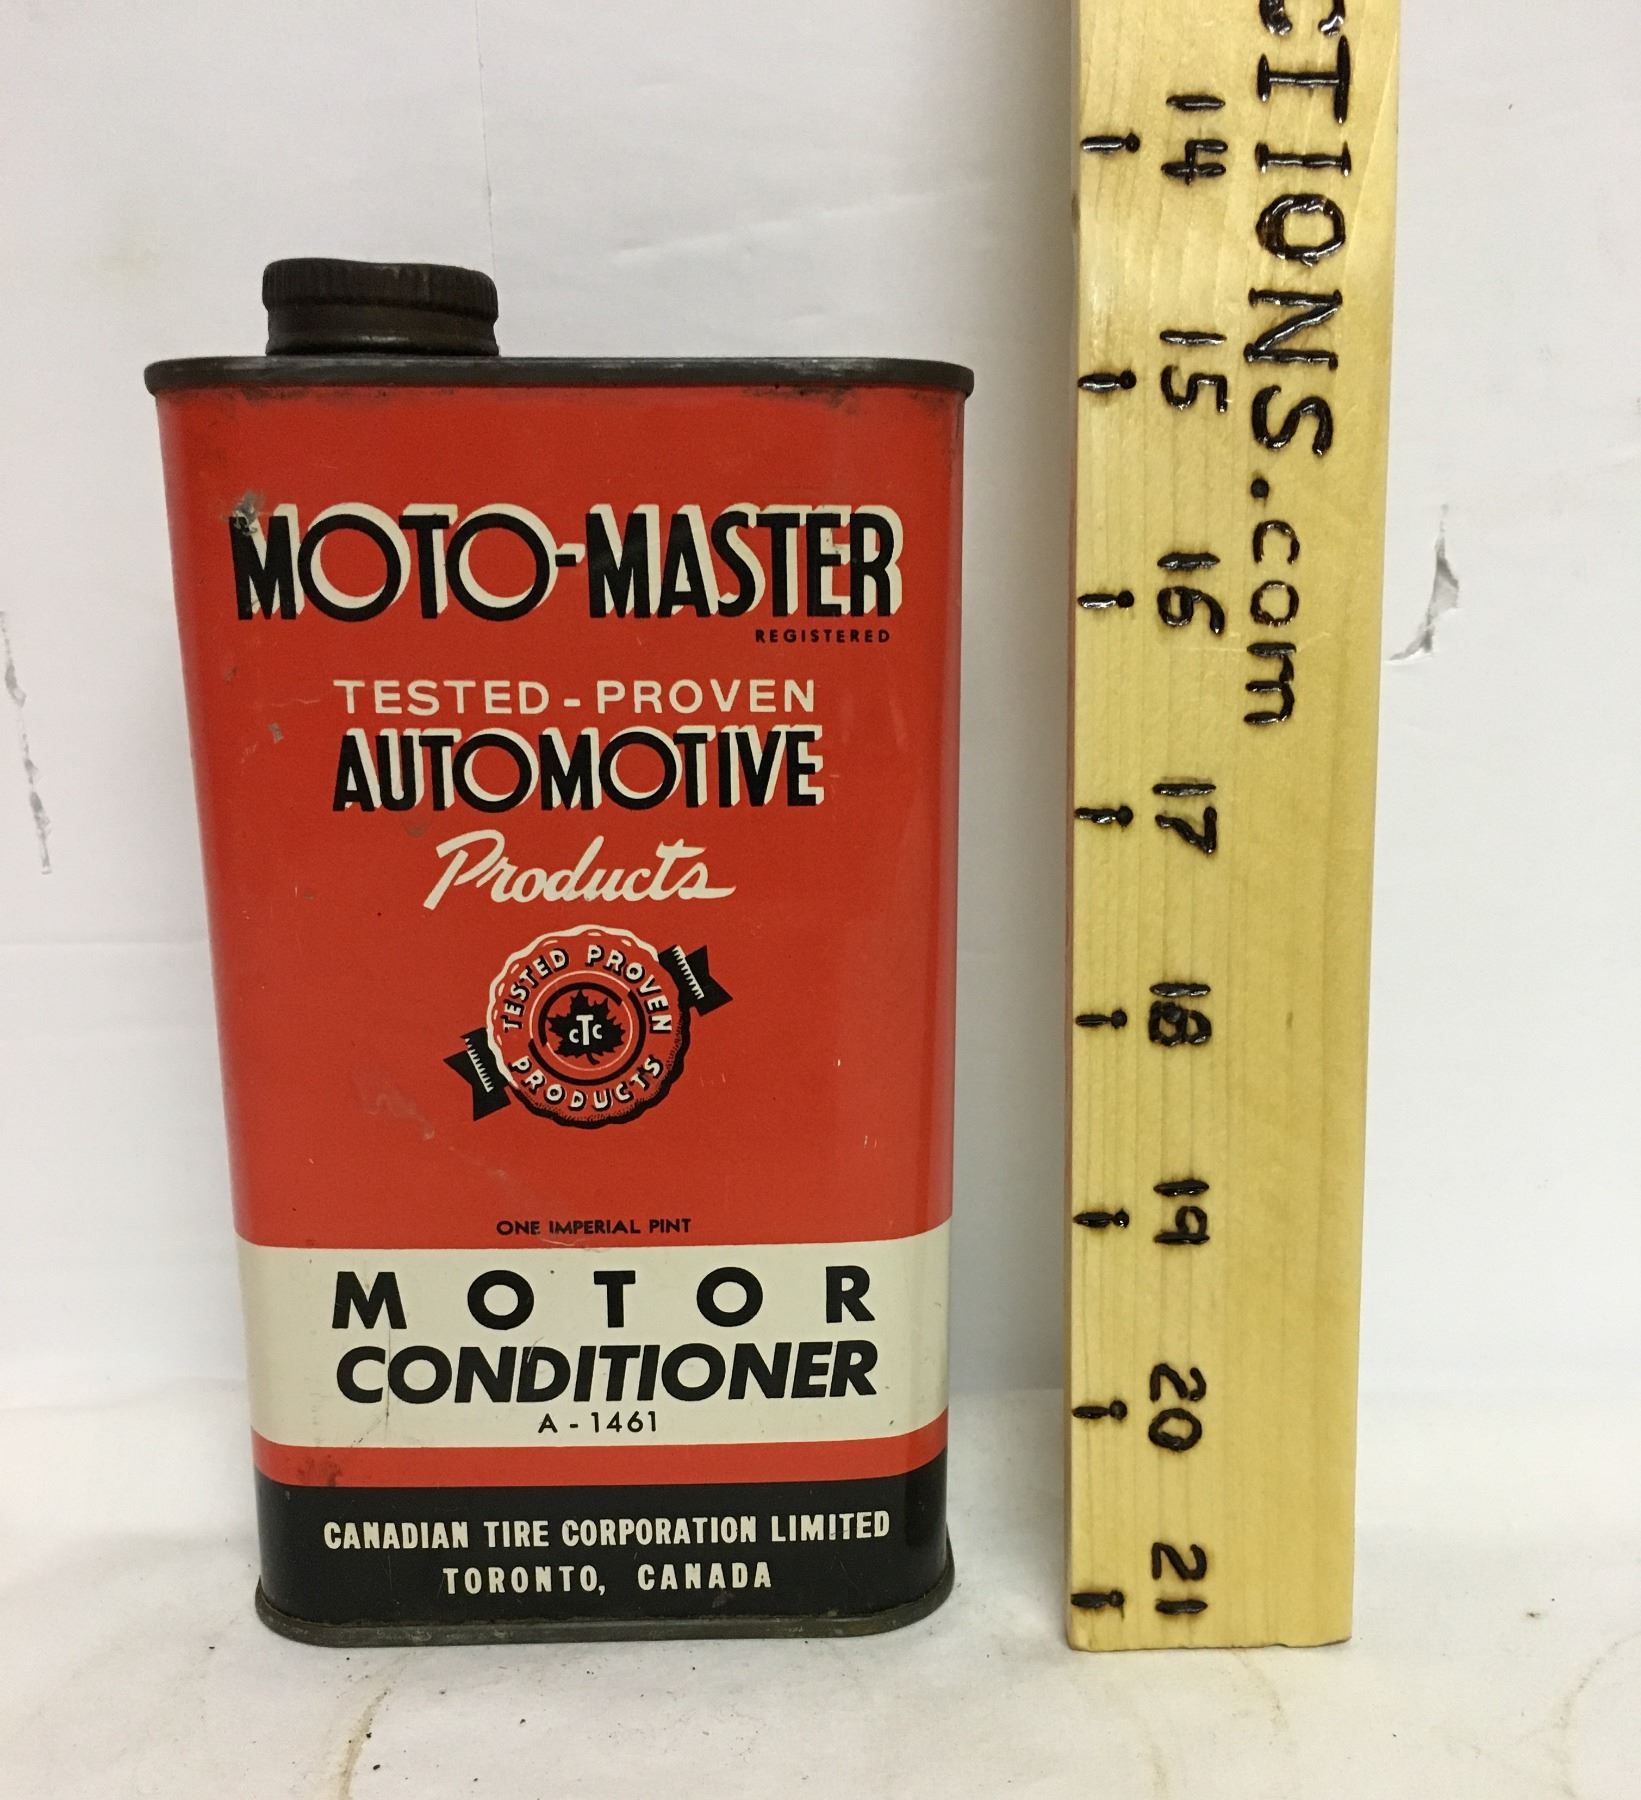 MOTO-MASTER
REGISTERED
TESTED-PROVEN
AUTOMOTIVE
Products
TESTED PROVEN
CTC
PRODUCTS
ONE IMPERIAL PINT
MOTOR
CONDITIONER
A-1461
CANADIAN TIRE CORPORATION LIMITED
TORONTO, CANADA
CTIONS.com
14
15
16
17
18
19
20
21